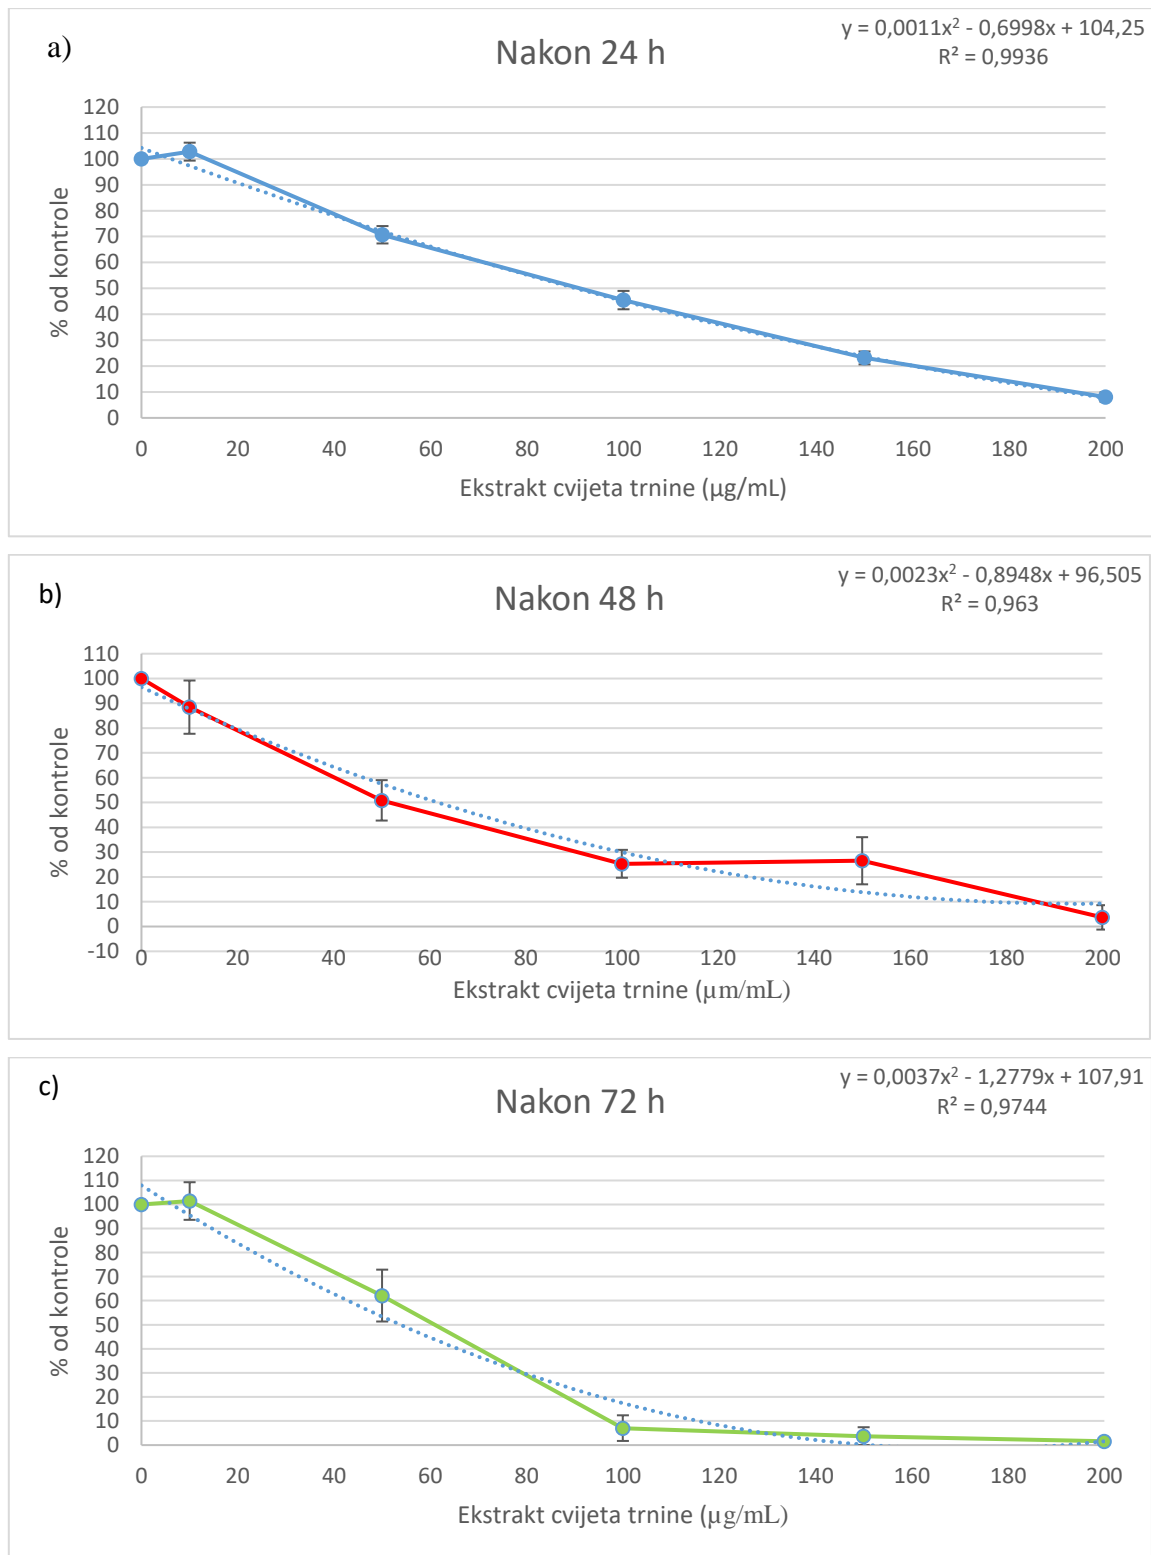 a)
Nakon 24 h
y = 0,0011x² - 0,6998x + 104,25
R² = 0,9936
% od kontrole
120
110
100
90
80
70
60
50
40
30
20
10
0
0 20 40 60 80 100 120 140 160 180 200
Ekstrakt cvijeta trnine (µg/mL)
b)
Nakon 48 h
y = 0,0023x² - 0,8948x + 96,505
R² = 0,963
% od kontrole
110
100
90
80
70
60
50
40
30
20
10
0
-10
0 20 40 60 80 100 120 140 160 180 200
Ekstrakt cvijeta trnine (µm/mL)
c)
Nakon 72 h
y = 0,0037x² - 1,2779x + 107,91
R² = 0,9744
% od kontrole
120
110
100
90
80
70
60
50
40
30
20
10
0
0 20 40 60 80 100 120 140 160 180 200
Ekstrakt cvijeta trnine (µg/mL)